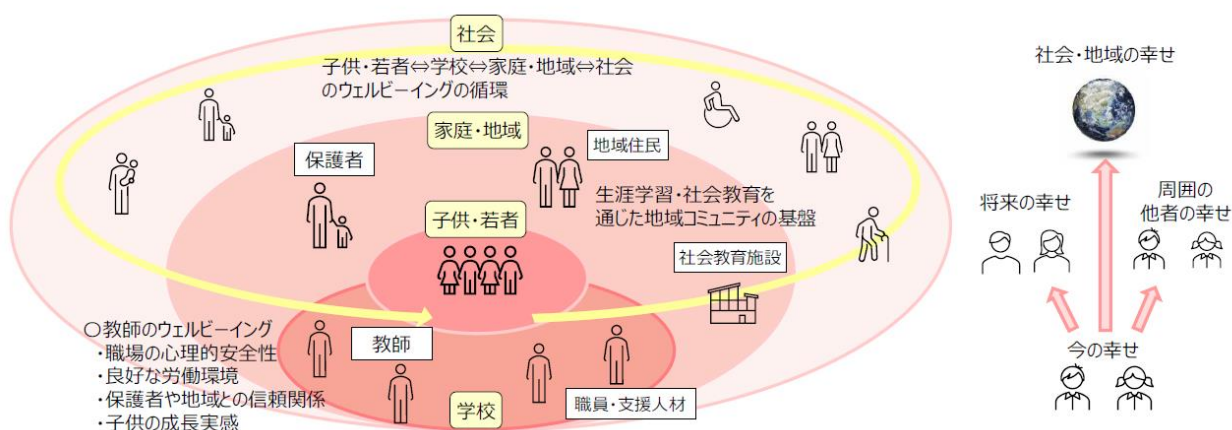 社会
子供・若者⇔学校⇔家庭・地域⇔社会
のウェルビーイングの循環
家庭・地域
保護者
地域住民
生涯学習・社会教育を
通じた地域コミュニティの基盤
子供・若者
社会教育施設
○教師のウェルビーイング
・職場の心理的安全性
・良好な労働環境
・保護者や地域との信頼関係
・子供の成長実感
教師
職員・支援人材
学校
社会・地域の幸せ
将来の幸せ
周囲の
他者の幸せ
今の幸せ